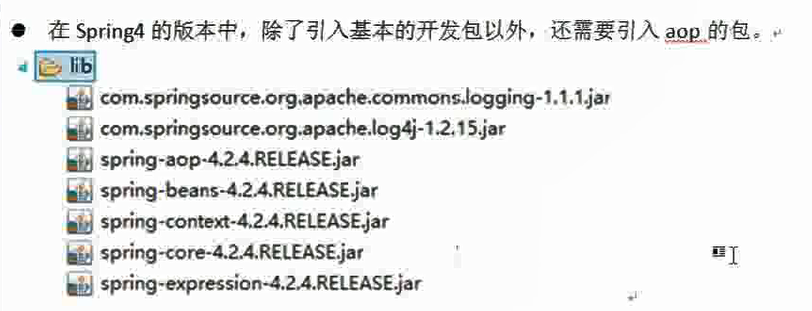 ● 在 Spring4 的版本中，除了引入基本的开发包以外，还需要引入 aop 的包。
lib
com.springsource.org.apache.commons.logging-1.1.1.jar
com.springsource.org.apache.log4j-1.2.15.jar
spring-aop-4.2.4.RELEASE.jar
spring-beans-4.2.4.RELEASE.jar
spring-context-4.2.4.RELEASE.jar
spring-core-4.2.4.RELEASE.jar
spring-expression-4.2.4.RELEASE.jar